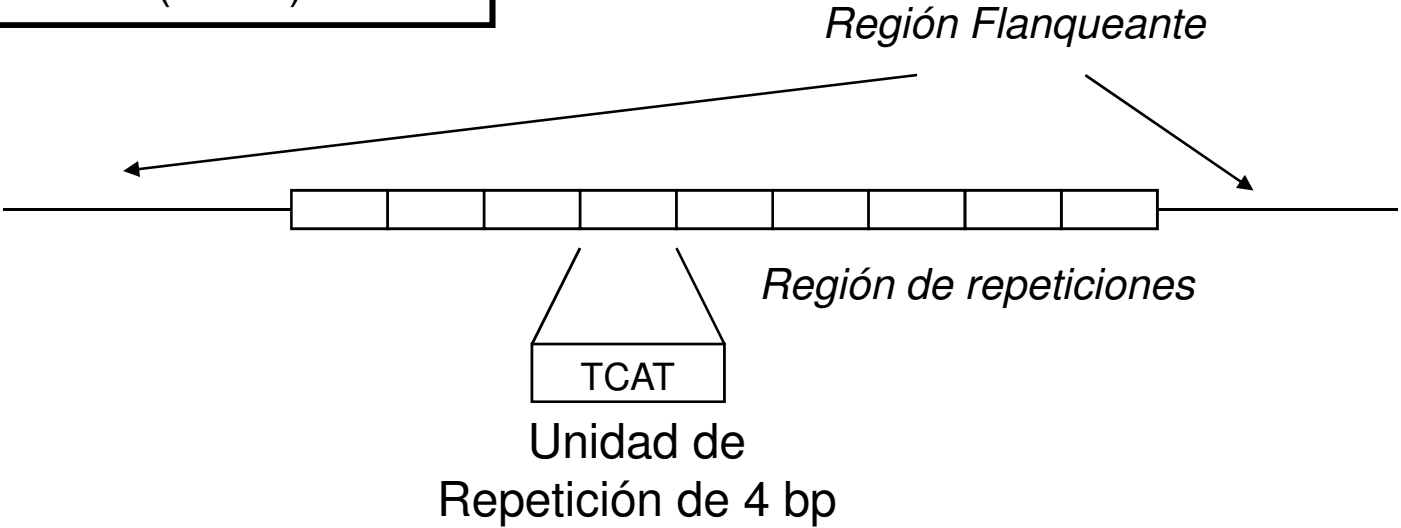 Región Flanqueante
Región de repeticiones
TCAT
Unidad de
Repetición de 4 bp